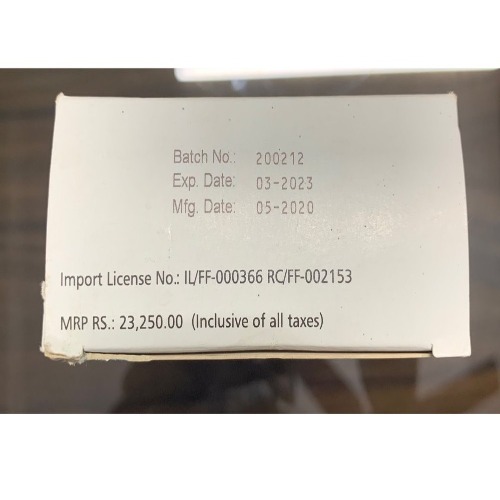 Batch No.: 200212
Exp. Date: 03-2023
Mfg. Date: 05-2020
Import License No.: IL/FF-000366 RC/FF-002153
MRP RS.: 23,250.00 (Inclusive of all taxes)